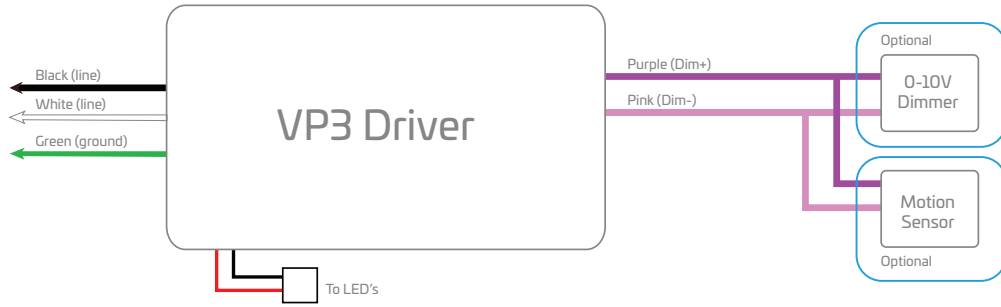 Optional
Black (line)
Purple (Dim+)
0-10V
Dimmer
White (line)
Pink (Dim-)
VP3 Driver
Green (ground)
Motion
Sensor
Optional
To LED's